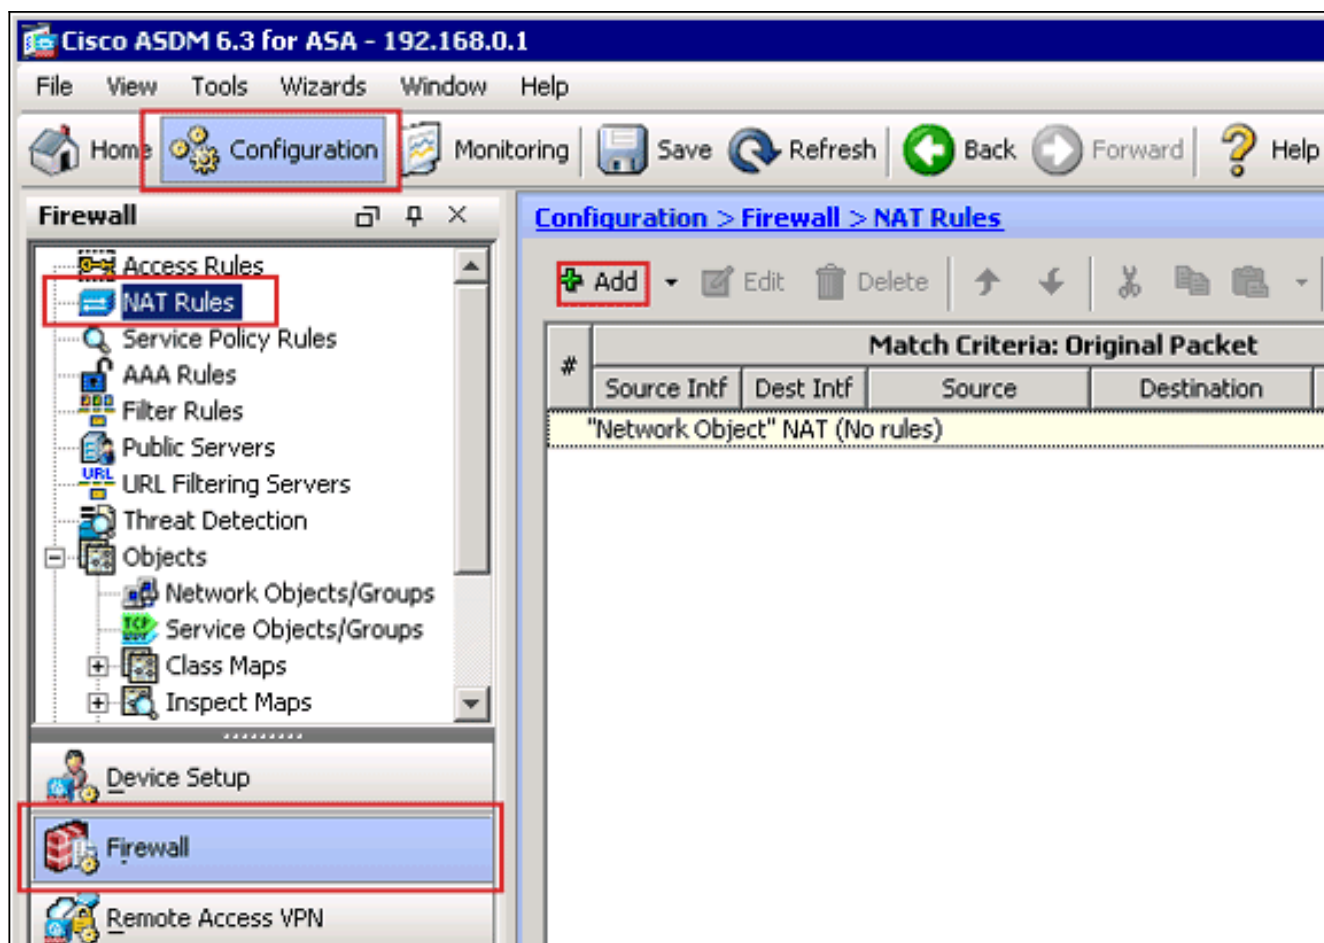 Cisco ASDM 6.3 for ASA - 192.168.0.1
File View Tools Wizards Window Help
Home Configuration Monitoring Save Refresh Back Forward Help
Firewall
Access Rules
NAT Rules
Service Policy Rules
AAA Rules
Filter Rules
Public Servers
URL URL Filtering Servers
Threat Detection
Objects
Network Objects/Groups
TCP Service Objects/Groups
Class Maps
Inspect Maps
Device Setup
Firewall
Remote Access VPN
Configuration > Firewall > NAT Rules
Add Edit Delete
# Match Criteria: Original Packet
Source Intf Dest Intf Source Destination
"Network Object" NAT (No rules)